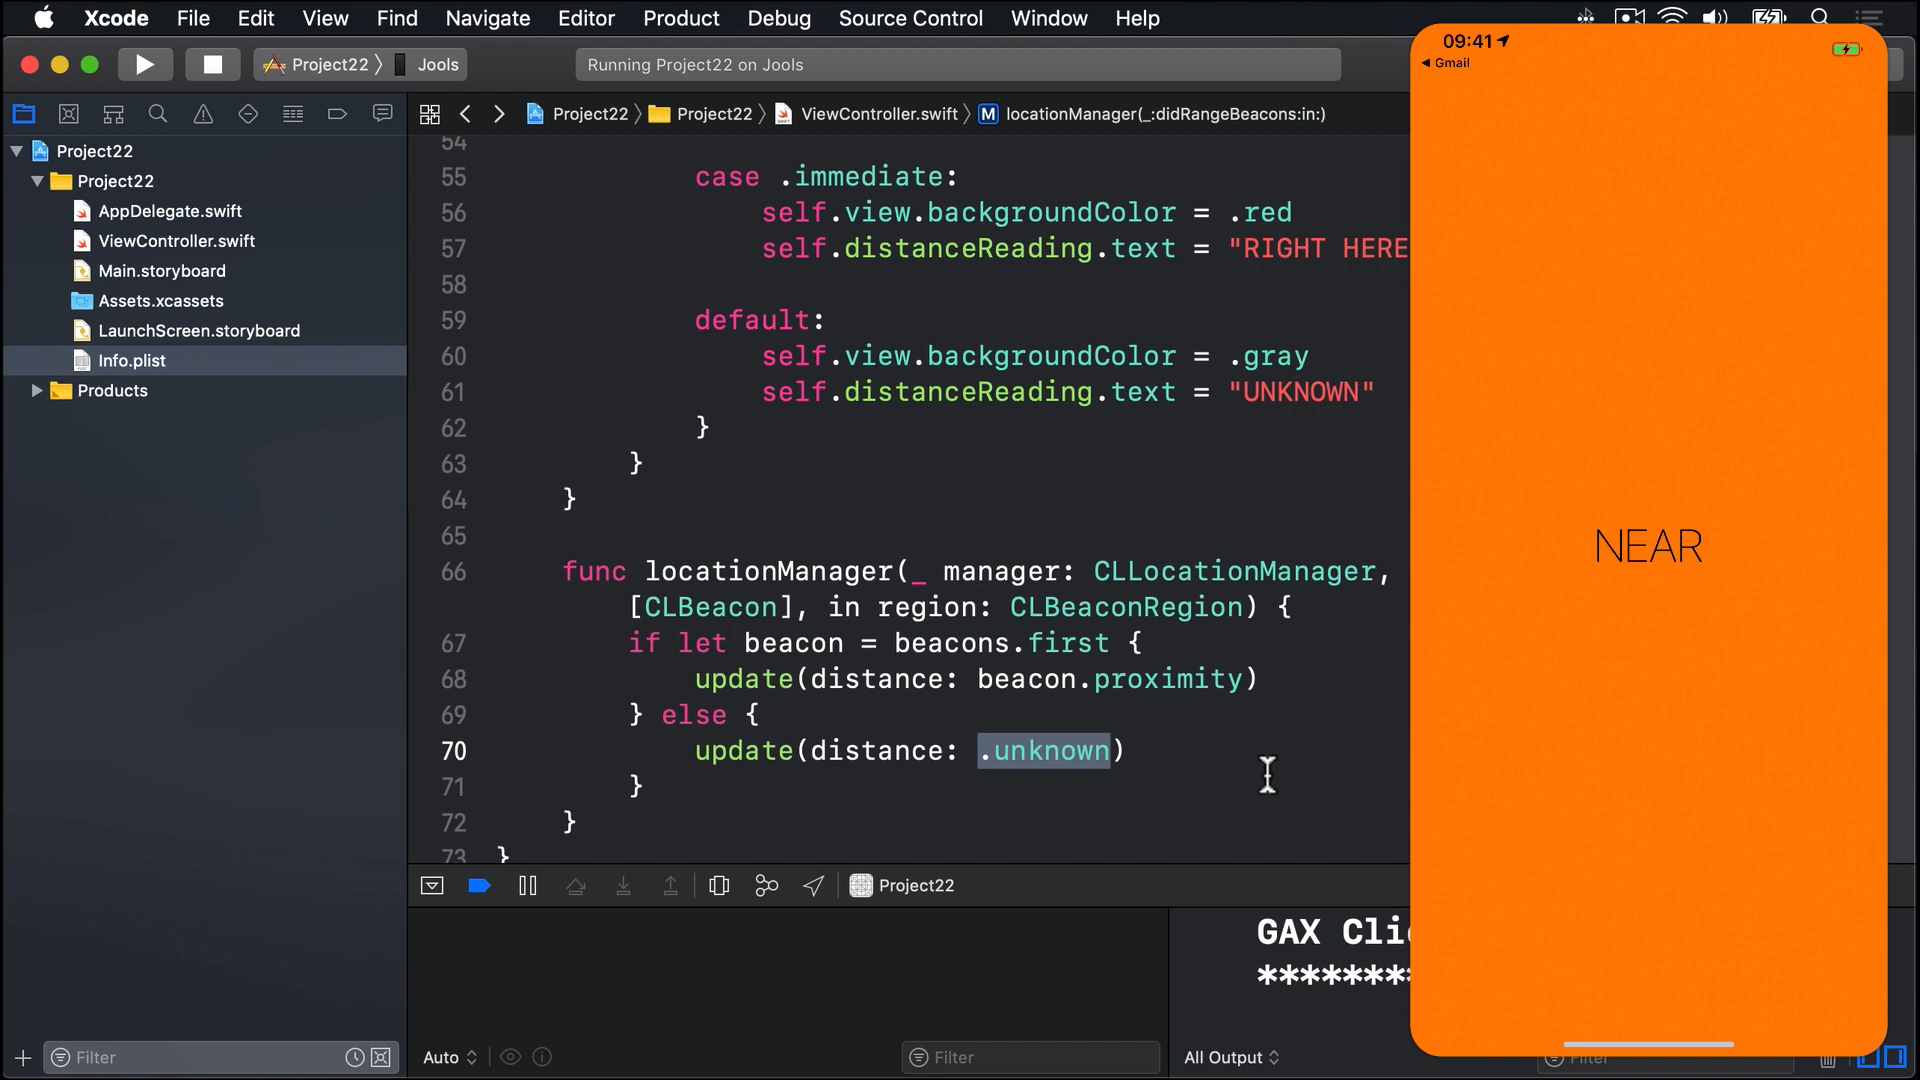 Xcode File Edit View Find Navigate Editor Product Debug Source Control Window Help
Project22 Jools
Running Project22 on Jools
09:41
Gmail
Project22 Project22 ViewController.swift M locationManager(_:didRangeBeacons:in:)
Project22
Project22
AppDelegate.swift
ViewController.swift
Main.storyboard
Assets.xcassets
LaunchScreen.storyboard
Info.plist
Products
54
55 case .immediate:
56 self.view.backgroundColor = .red
57 self.distanceReading.text = "RIGHT HERE
58
59 default:
60 self.view.backgroundColor = .gray
61 self.distanceReading.text = "UNKNOWN"
62 }
63 }
64 }
65
66 func locationManager(_ manager: CLLocationManager,
[CLBeacon], in region: CLBeaconRegion) {
67 if let beacon = beacons.first {
68 update(distance: beacon.proximity)
69 } else {
70 update(distance: .unknown)
71 }
72 }
73 }
NEAR
Project22
GAX Cli
********
Filter
Auto
Filter
All Output
Filter